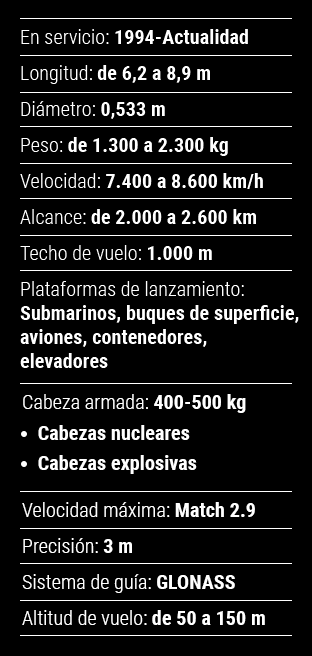 En servicio: 1994-Actualidad
Longitud: de 6,2 a 8,9 m
Diámetro: 0,533 m
Peso: de 1.300 a 2.300 kg
Velocidad: 7.400 a 8.600 km/h
Alcance: de 2.000 a 2.600 km
Techo de vuelo: 1.000 m
Plataformas de lanzamiento:
Submarinos, buques de superficie,
aviones, contenedores,
elevadores
Cabeza armada: 400-500 kg
• Cabezas nucleares
• Cabezas explosivas
Velocidad máxima: Match 2.9
Precisión: 3 m
Sistema de guía: GLONASS
Altitud de vuelo: de 50 a 150 m